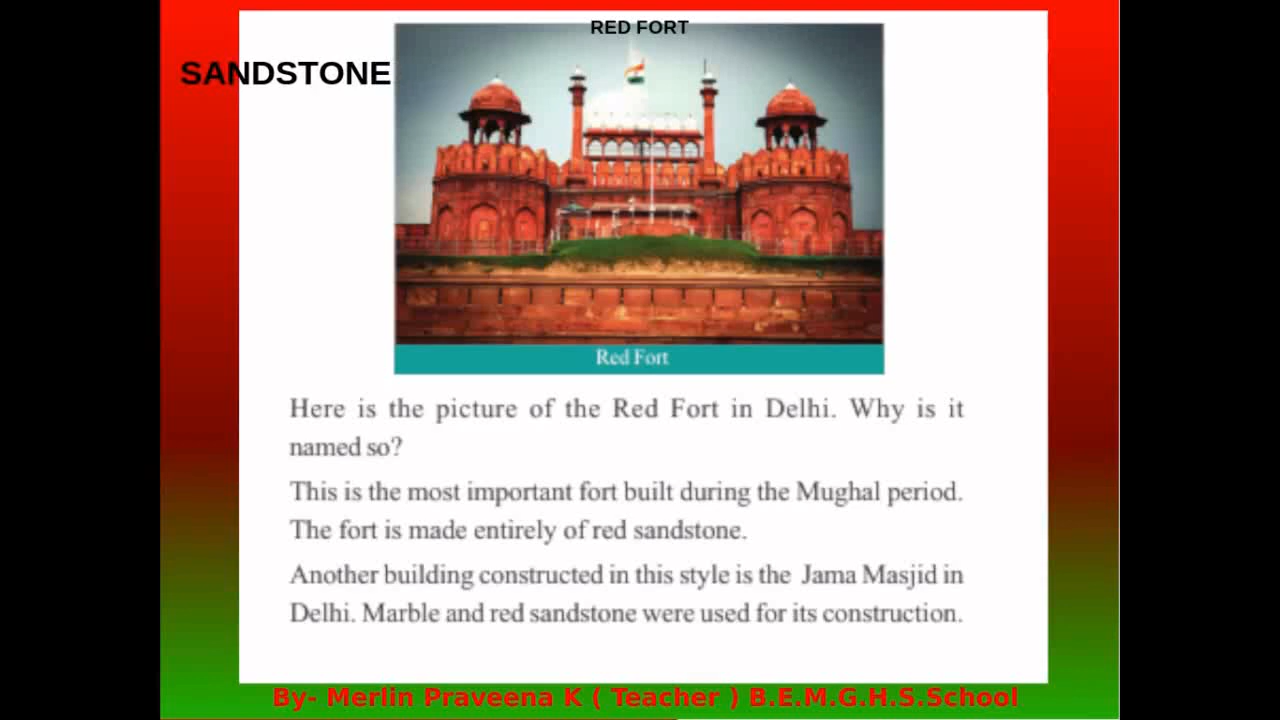 RED FORT
SANDSTONE
Red Fort
Here is the picture of the Red Fort in Delhi. Why is it
named so?
This is the most important fort built during the Mughal period.
The fort is made entirely of red sandstone.
Another building constructed in this style is the Jama Masjid in
Delhi. Marble and red sandstone were used for its construction.
By- Merlin Praveena K ( Teacher ) B.E.M.G.H.S.School